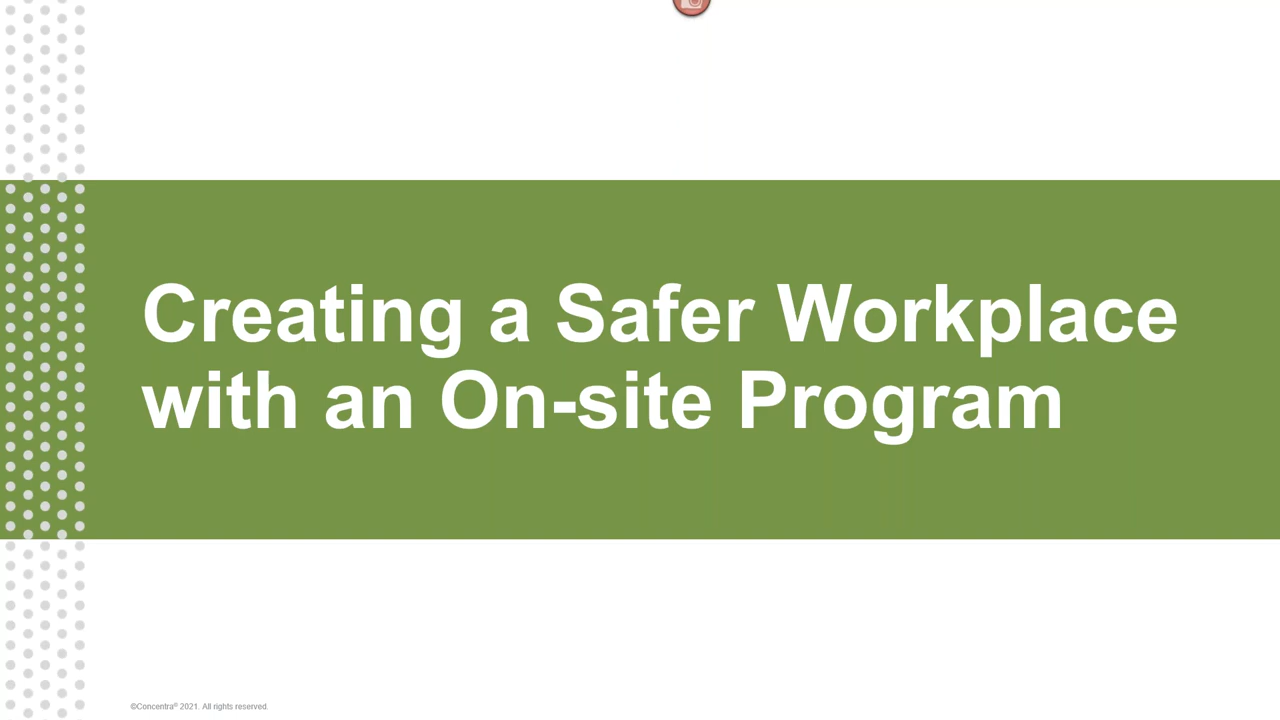 Creating a Safer Workplace
with an On-site Program
©Concentra® 2021. All rights reserved.